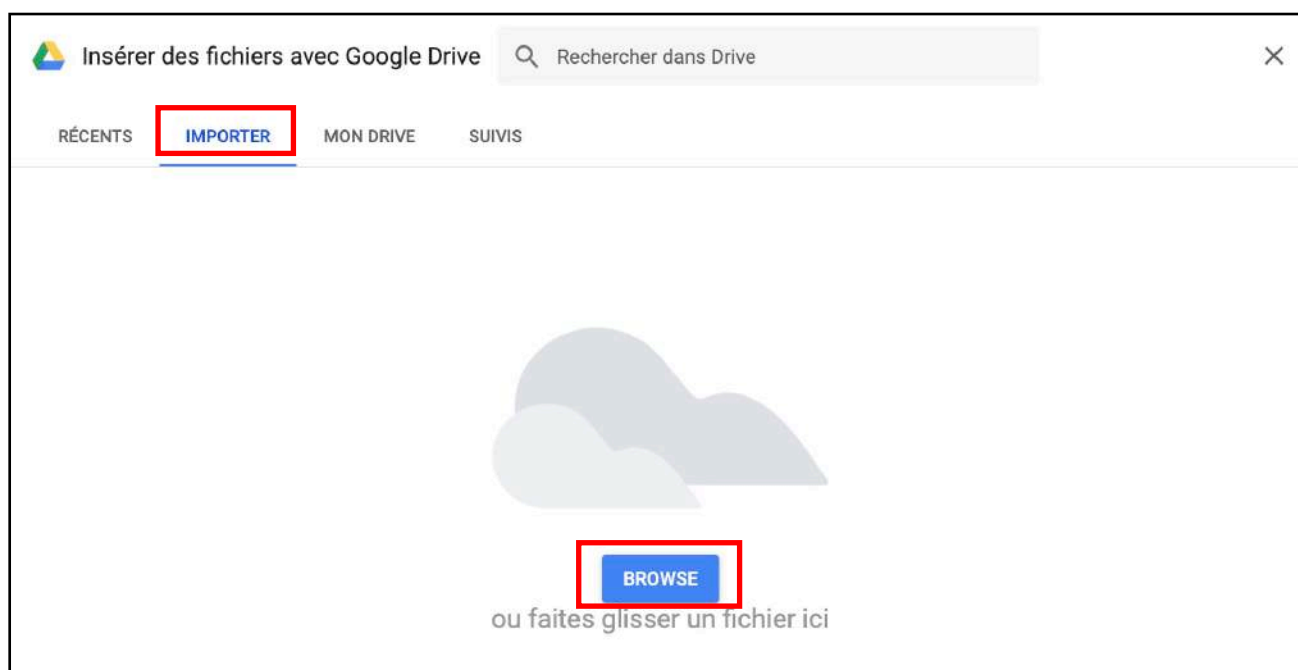 Insérer des fichiers avec Google Drive Rechercher dans Drive
RÉCENTS IMPORTER MON DRIVE SUIVIS
BROWSE
ou faites glisser un fichier ici